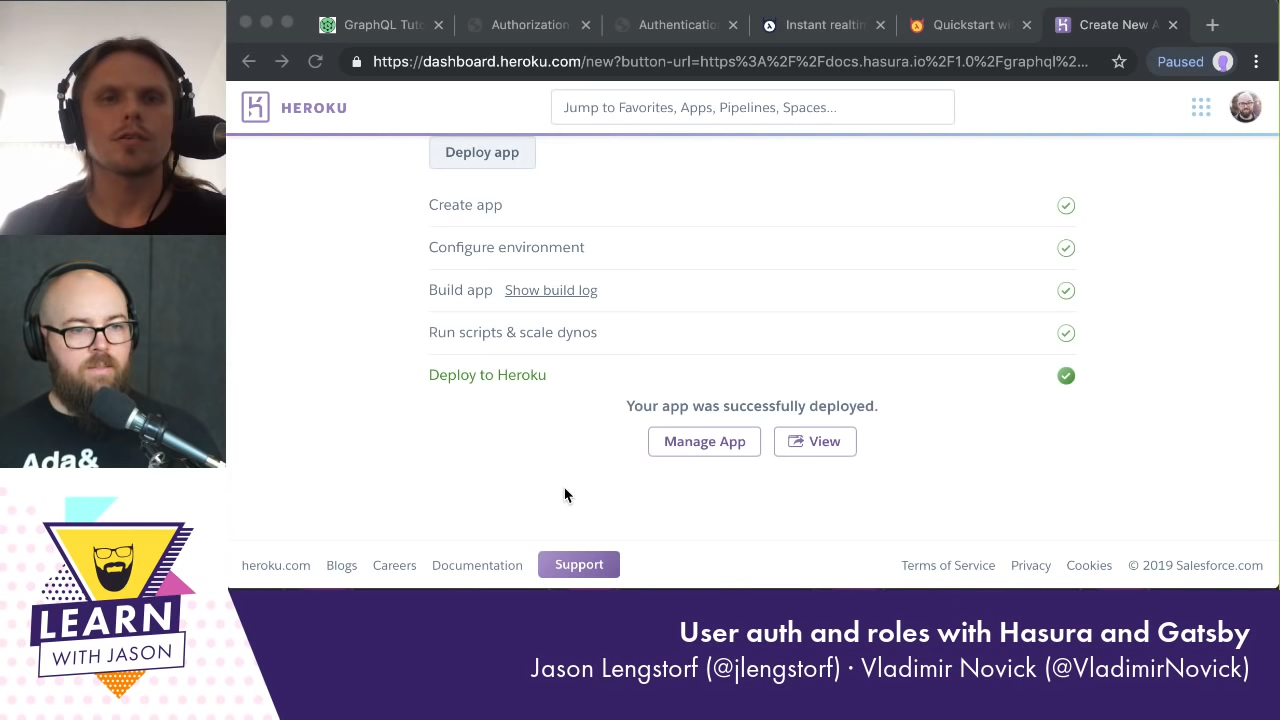 GraphQL Tuto
Authorization
Authenticatio
Instant realtin
Quickstart wi
Create New A
https://dashboard.heroku.com/new?button-url=https%3A%2F%2Fdocs.hasura.io%2F1.0%2Fgraphql%2...
Paused
HEROKU
Jump to Favorites, Apps, Pipelines, Spaces...
Deploy app
Create app
Configure environment
Build app Show build log
Run scripts & scale dynos
Deploy to Heroku
Your app was successfully deployed.
Manage App
View
heroku.com Blogs Careers Documentation Support Terms of Service Privacy Cookies © 2019 Salesforce.com
Ada&
LEARN
WITH JASON
User auth and roles with Hasura and Gatsby
Jason Lengstorf (@jlengstorf) · Vladimir Novick (@VladimirNovick)